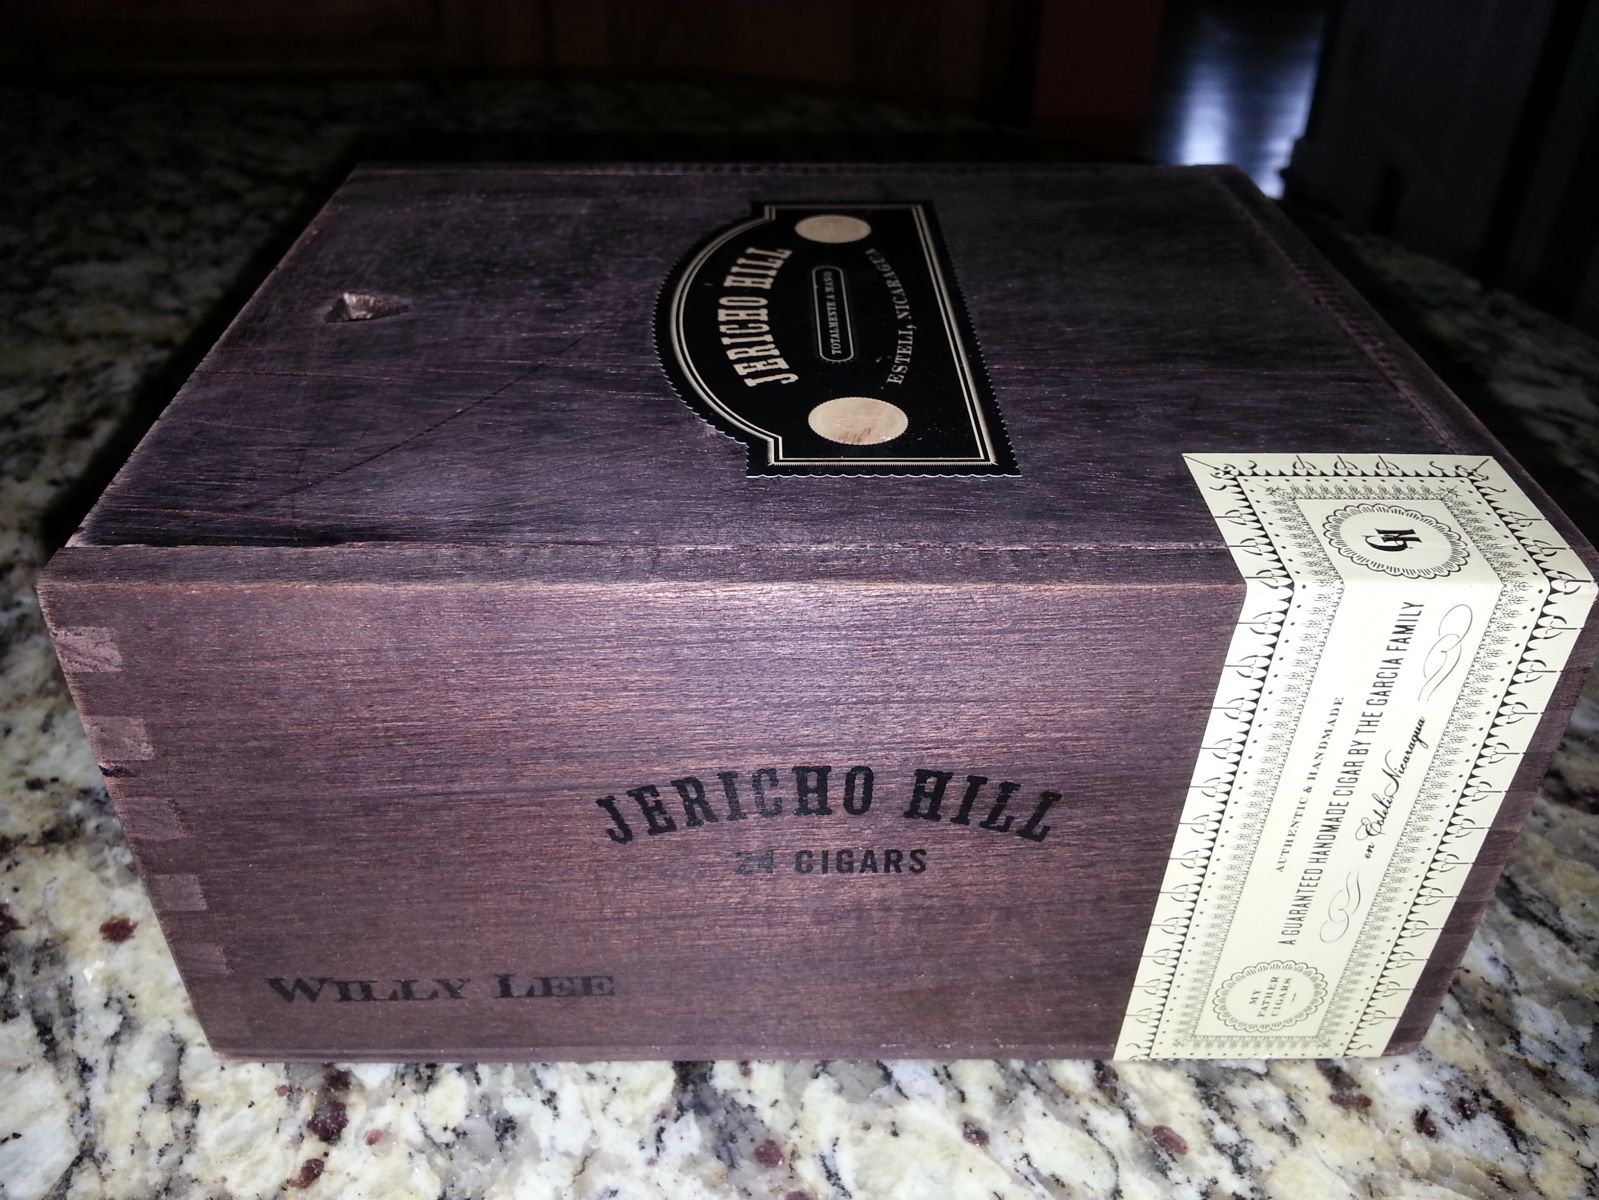 JERICHO HILL
TOTALMENTE A MANO
ESTELI, NICARAGUA
JERICHO HILL
24 CIGARS
WILLY LEE
AUTHENTIC & HANDMADE
A GUARANTEED HANDMADE CIGAR BY THE GARCIA FAMILY
en Estelí Nicaragua
MY
FATHER
CIGARS